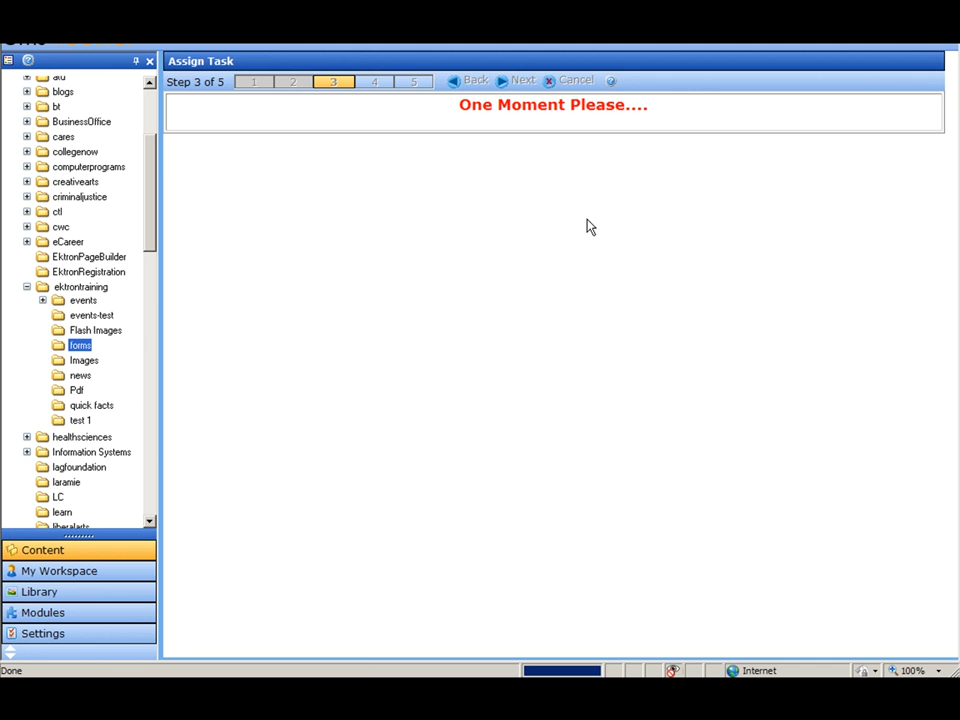 Assign Task
Step 3 of 5 1 2 3 4 5 Back Next Cancel
One Moment Please....
blogs
bt
BusinessOffice
cares
collegenow
computerprograms
creativearts
criminaljustice
ctl
cwc
eCareer
EktronPageBuilder
EktronRegistration
ektrontraining
events
events-test
Flash Images
forms
Images
news
Pdf
quick facts
test 1
healthsciences
Information Systems
lagfoundation
laramie
LC
learn
liberalarts
Content
My Workspace
Library
Modules
Settings
Done
Internet
100%